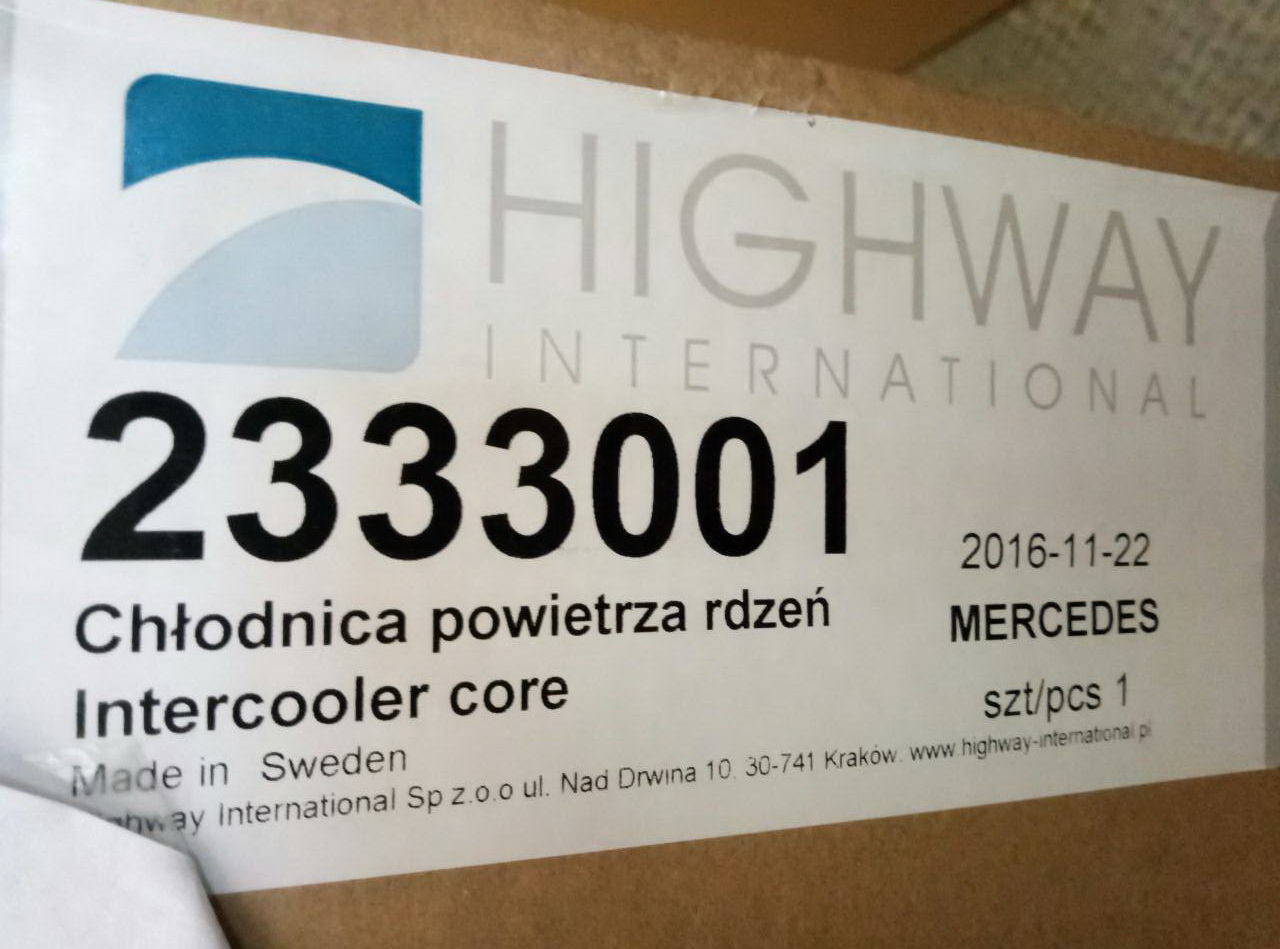 HIGHWAY
INTERNATIONAL
2333001
2016-11-22
Chłodnica powietrza rdzeń
MERCEDES
Intercooler core
szt/pcs 1
Made in Sweden
International Sp z.o.o ul. Nad Drwina 10. 30-741 Kraków. www.highway-international.pl